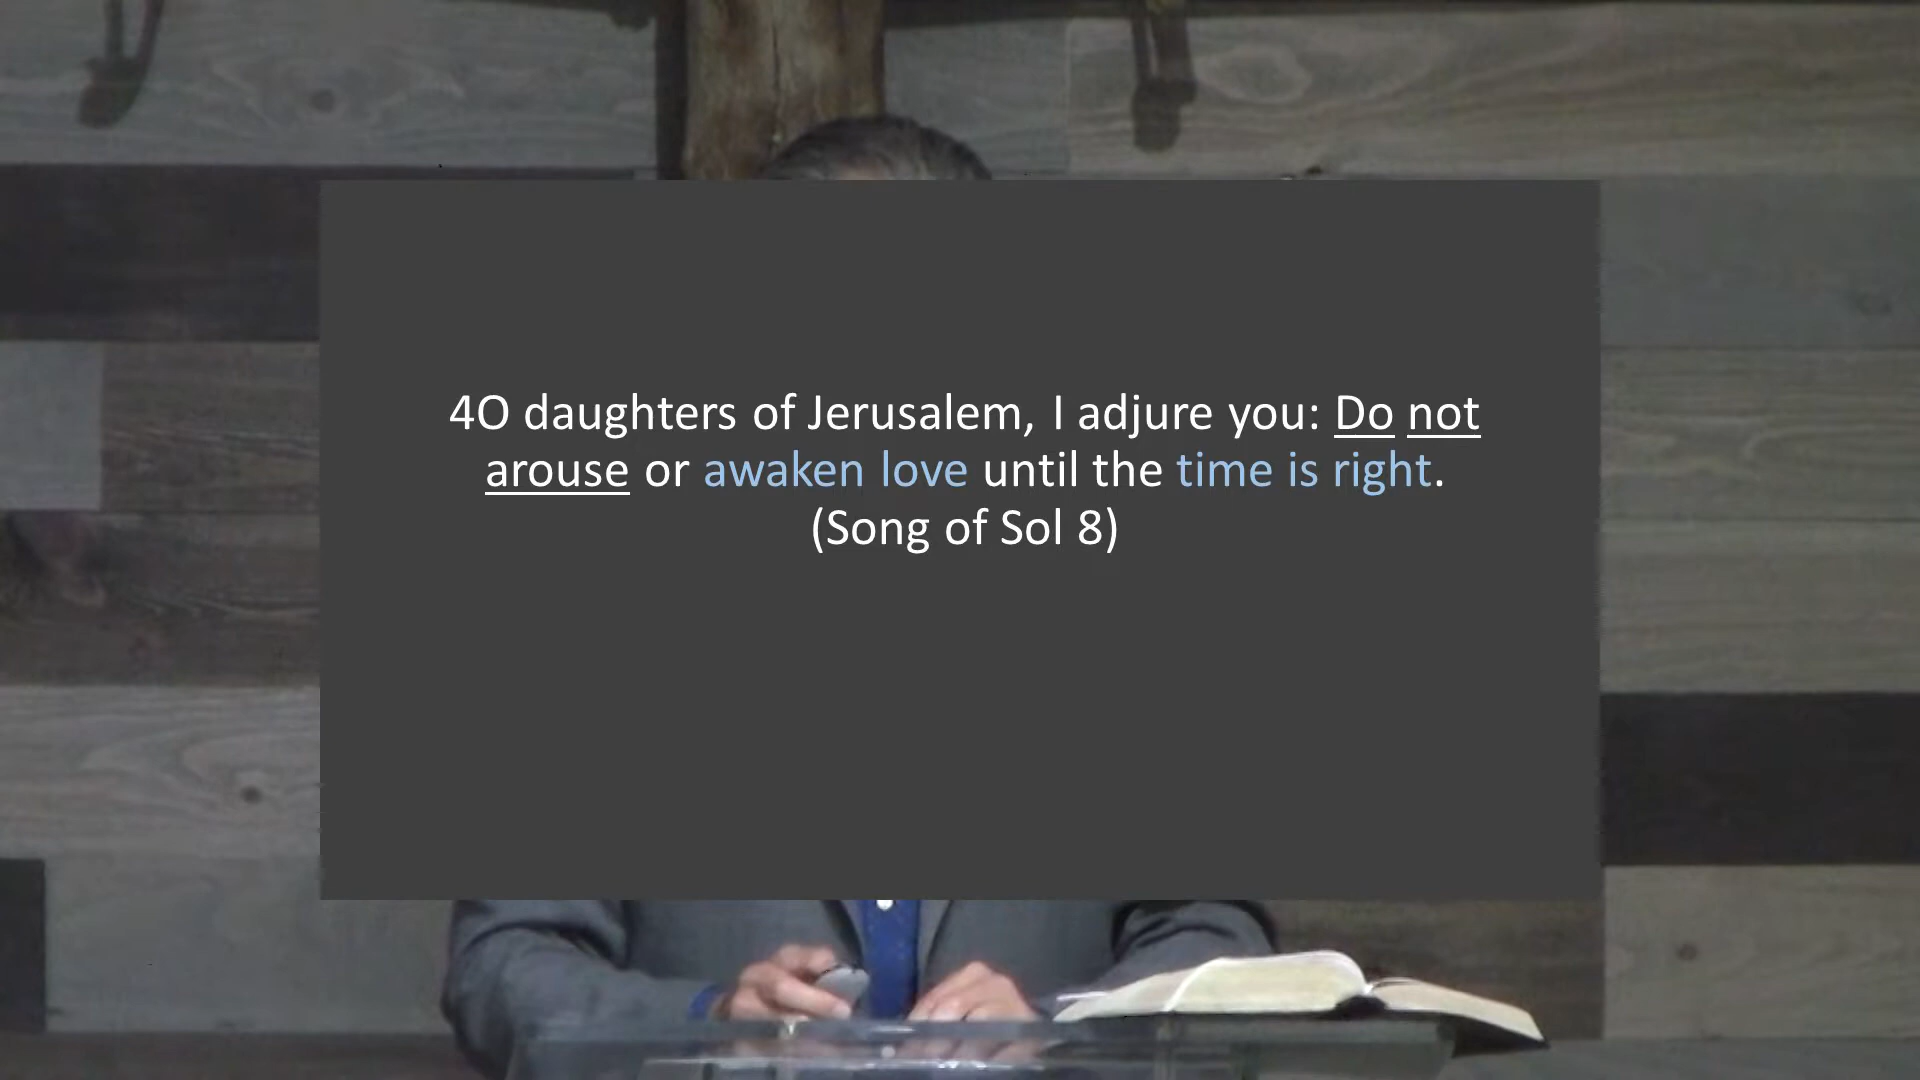 4O daughters of Jerusalem, I adjure you: Do not
arouse or awaken love until the time is right.
(Song of Sol 8)